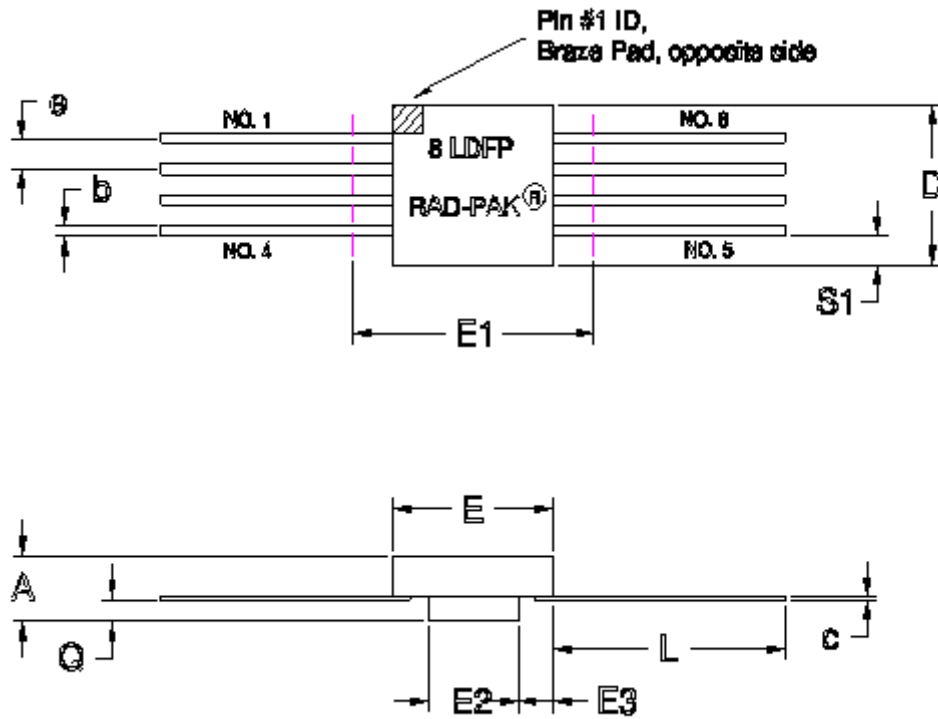 Pin #1 ID,
Braze Pad, opposite side
e
NO. 1
NO. 8
8 LDFP
D
b
RAD-PAK®
NO. 4
NO. 5
S1
E1
E
A
Q
L
c
E2
E3